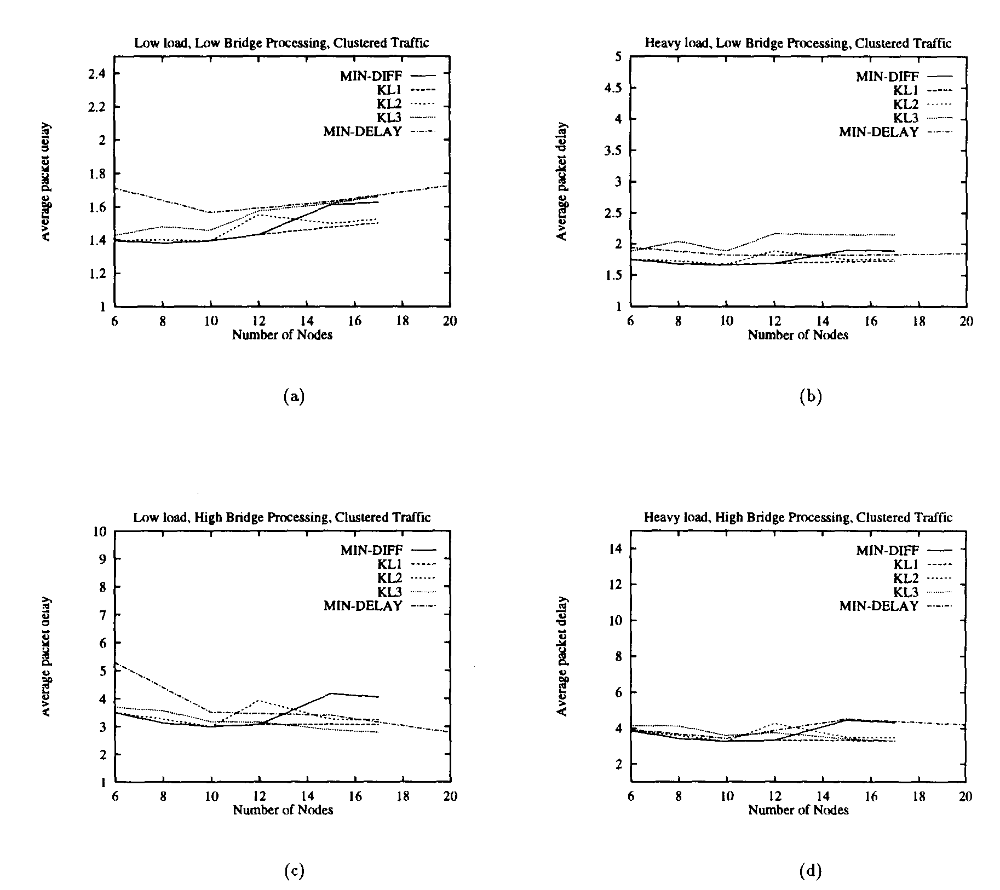 Low load, Low Bridge Processing, Clustered Traffic
2.4
2.2
2
1.8
1.6
1.4
1.2
1
Average packet delay
MIN-DIFF
KL1
KL2
KL3
MIN-DELAY
6 8 10 12 14 16 18 20
Number of Nodes
(a)
Heavy load, Low Bridge Processing, Clustered Traffic
5
4.5
4
3.5
3
2.5
2
1.5
1
Average packet delay
MIN-DIFF
KL1
KL2
KL3
MIN-DELAY
6 8 10 12 14 16 18 20
Number of Nodes
(b)
Low load, High Bridge Processing, Clustered Traffic
10
9
8
7
6
5
4
3
2
1
Average packet delay
MIN-DIFF
KL1
KL2
KL3
MIN-DELAY
6 8 10 12 14 16 18 20
Number of Nodes
(c)
Heavy load, High Bridge Processing, Clustered Traffic
14
12
10
8
6
4
2
Average packet delay
MIN-DIFF
KL1
KL2
KL3
MIN-DELAY
6 8 10 12 14 16 18 20
Number of Nodes
(d)